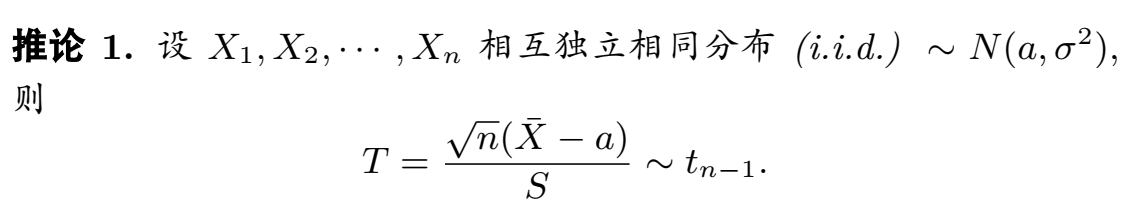 推论 1. 设 X₁, X₂, ⋯ , Xₙ 相互独立相同分布 (i.i.d.) ∼ N(a, σ²),
则
T = √n(X̄ − a) / S ∼ tₙ₋₁.